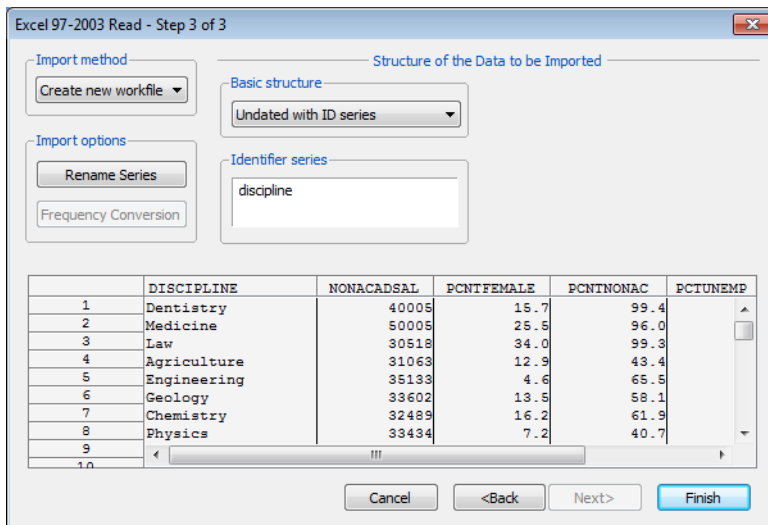 Excel 97-2003 Read - Step 3 of 3
Import method
Create new workfile
Import options
Rename Series
Frequency Conversion
Structure of the Data to be Imported
Basic structure
Undated with ID series
Identifier series
discipline
DISCIPLINE NONACADSAL PCNTFEMALE PCNTNONAC PCTUNEMP
1 Dentistry 40005 15.7 99.4
2 Medicine 50005 25.5 96.0
3 Law 30518 34.0 99.3
4 Agriculture 31063 12.9 43.4
5 Engineering 35133 4.6 65.5
6 Geology 33602 13.5 58.1
7 Chemistry 32489 16.2 61.9
8 Physics 33434 7.2 40.7
9
10
Cancel <Back Next> Finish